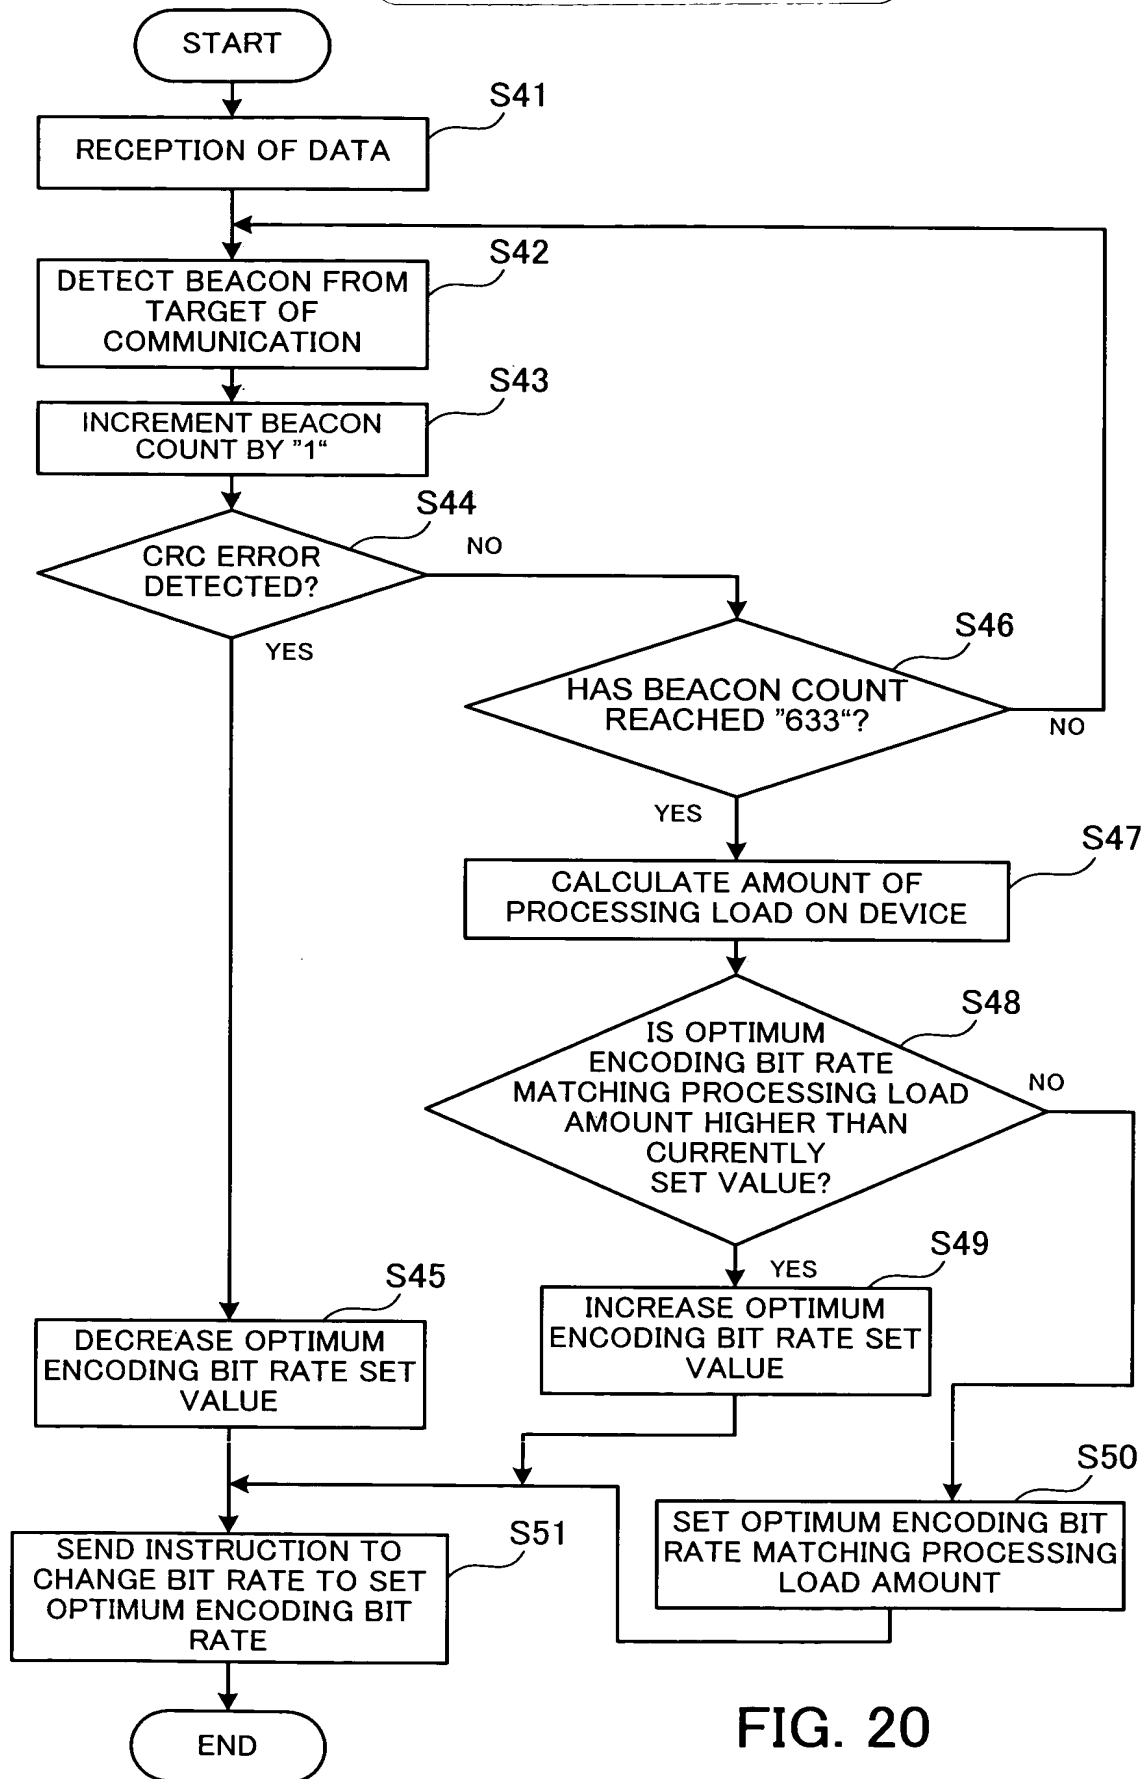 START
S41
RECEPTION OF DATA
S42
DETECT BEACON FROM
TARGET OF
COMMUNICATION
S43
INCREMENT BEACON
COUNT BY ”1“
S44
CRC ERROR
DETECTED?
NO
YES
S46
HAS BEACON COUNT
REACHED ”633“?
NO
YES
S47
CALCULATE AMOUNT OF
PROCESSING LOAD ON DEVICE
S48
IS OPTIMUM
ENCODING BIT RATE
MATCHING PROCESSING LOAD
AMOUNT HIGHER THAN
CURRENTLY
SET VALUE?
NO
YES
S49
INCREASE OPTIMUM
ENCODING BIT RATE SET
VALUE
S45
DECREASE OPTIMUM
ENCODING BIT RATE SET
VALUE
S50
SET OPTIMUM ENCODING BIT
RATE MATCHING PROCESSING
LOAD AMOUNT
S51
SEND INSTRUCTION TO
CHANGE BIT RATE TO SET
OPTIMUM ENCODING BIT
RATE
END
FIG. 20